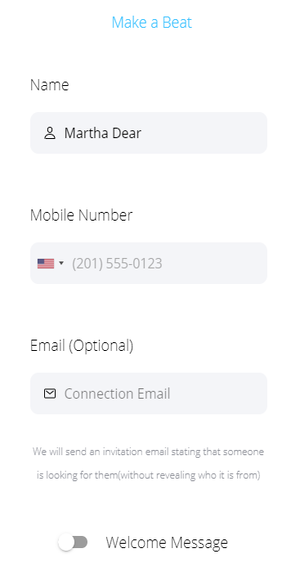 Make a Beat
Name
Martha Dear
Mobile Number
(201) 555-0123
Email (Optional)
Connection Email
We will send an invitation email stating that someone
is looking for them(without revealing who it is from)
Welcome Message